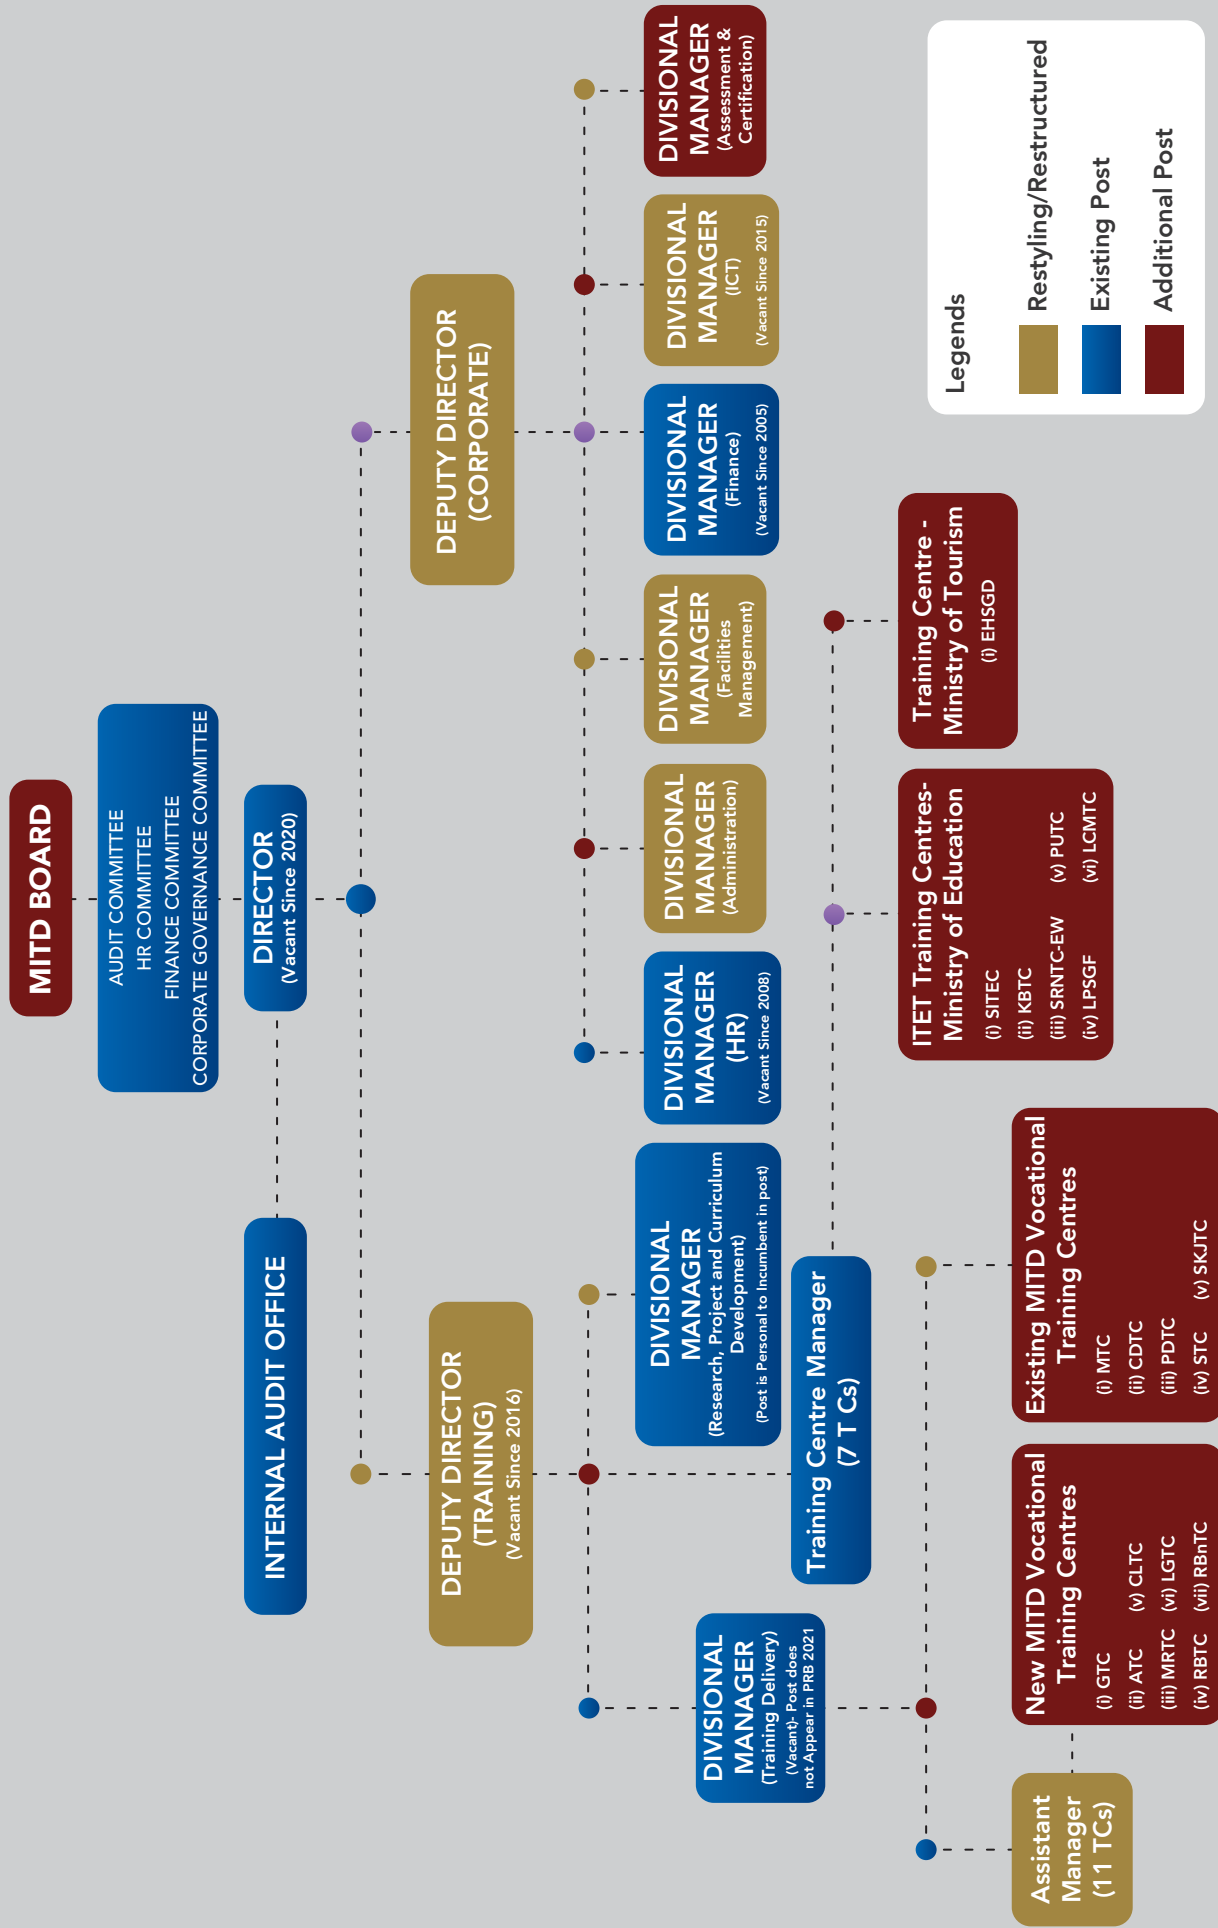 MITD BOARD
AUDIT COMMITTEE
HR COMMITTEE
FINANCE COMMITTEE
CORPORATE GOVERNANCE COMMITTEE
DIRECTOR
(Vacant Since 2020)
INTERNAL AUDIT OFFICE
DEPUTY DIRECTOR
(TRAINING)
(Vacant Since 2016)
DEPUTY DIRECTOR
(CORPORATE)
DIVISIONAL
MANAGER
(Training Delivery)
(Vacant)- Post does
not Appear in PRB 2021
DIVISIONAL
MANAGER
(Research, Project and Curriculum
Development)
(Post is Personal to Incumbent in post)
DIVISIONAL
MANAGER
(HR)
(Vacant Since 2008)
DIVISIONAL
MANAGER
(Administration)
DIVISIONAL
MANAGER
(Facilities
Management)
DIVISIONAL
MANAGER
(Finance)
(Vacant Since 2005)
DIVISIONAL
MANAGER
(ICT)
(Vacant Since 2015)
DIVISIONAL
MANAGER
(Assessment &
Certification)
Training Centre Manager
(7 T Cs)
Assistant
Manager
(11 TCs)
New MITD Vocational
Training Centres
(i) GTC
(ii) ATC (v) CLTC
(iii) MRTC (vi) LGTC
(iv) RBTC (vii) RBnTC
Existing MITD Vocational
Training Centres
(i) MTC
(ii) CDTC
(iii) PDTC
(iv) STC (v) SKJTC
ITET Training Centres-
Ministry of Education
(i) SITEC
(ii) KBTC
(iii) SRNTC-EW (v) PUTC
(iv) LPSGF (vi) LCMTC
Training Centre -
Ministry of Tourism
(i) EHSGD
Legends
Restyling/Restructured
Existing Post
Additional Post